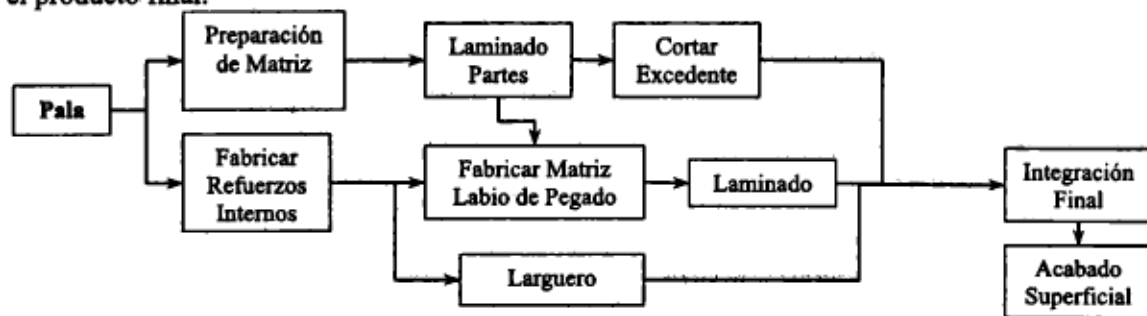 el producto final.
Preparación
de Matriz
Laminado
Partes
Cortar
Excedente
Pala
Fabricar
Refuerzos
Internos
Fabricar Matriz
Labio de Pegado
Laminado
Integración
Final
Larguero
Acabado
Superficial